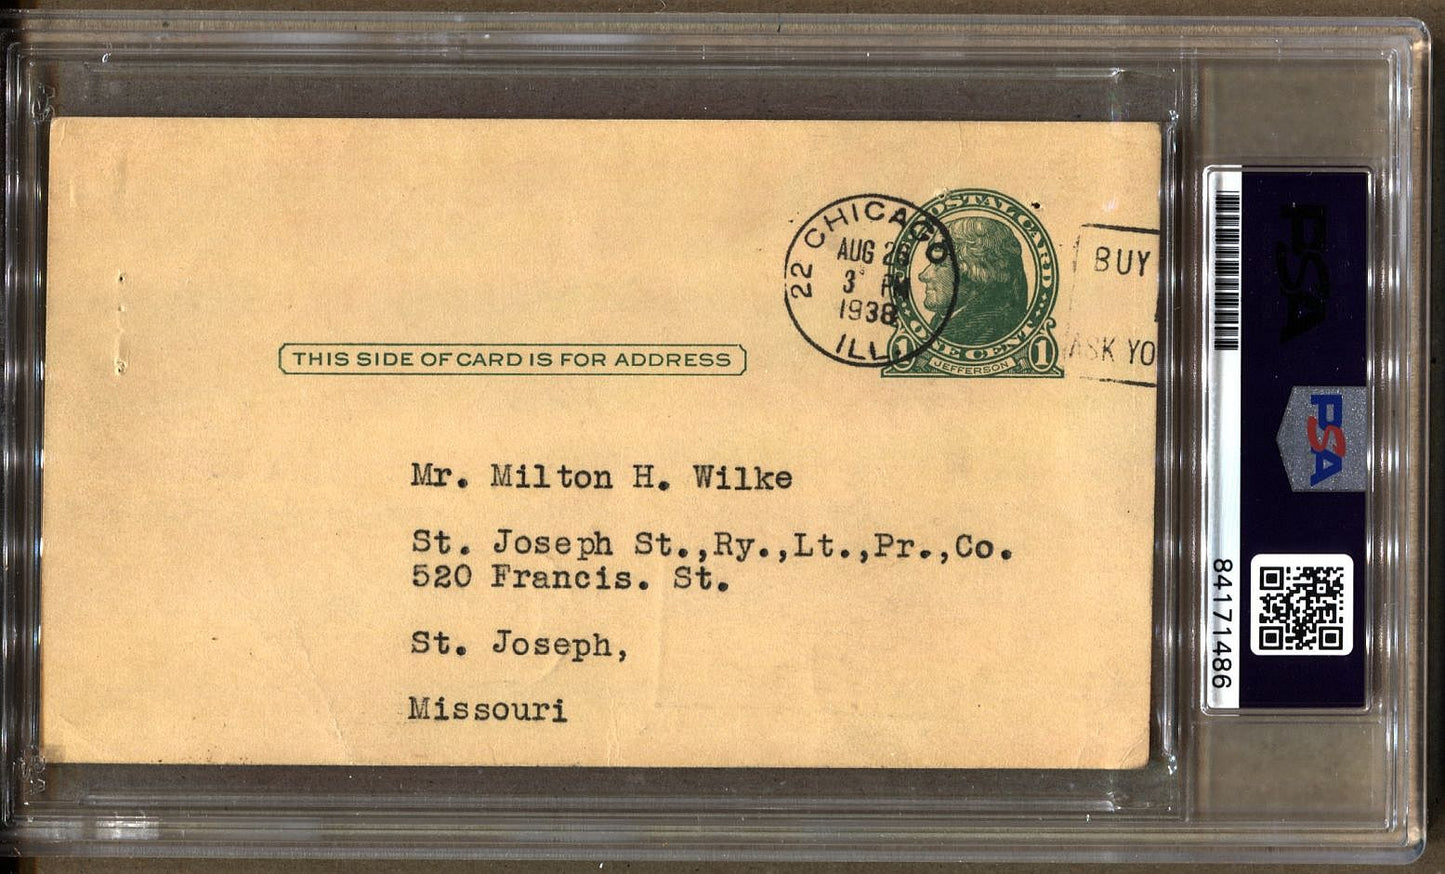 22 CHICAGO
AUG 26
3 PM
1938
ILL
POSTAL CARD
1 ONE CENT 1
JEFFERSON
BUY
ASK YO
THIS SIDE OF CARD IS FOR ADDRESS
Mr. Milton H. Wilke
St. Joseph St.,Ry.,Lt.,Pr.,Co.
520 Francis. St.
St. Joseph,
Missouri
PSA
PSA
84171486